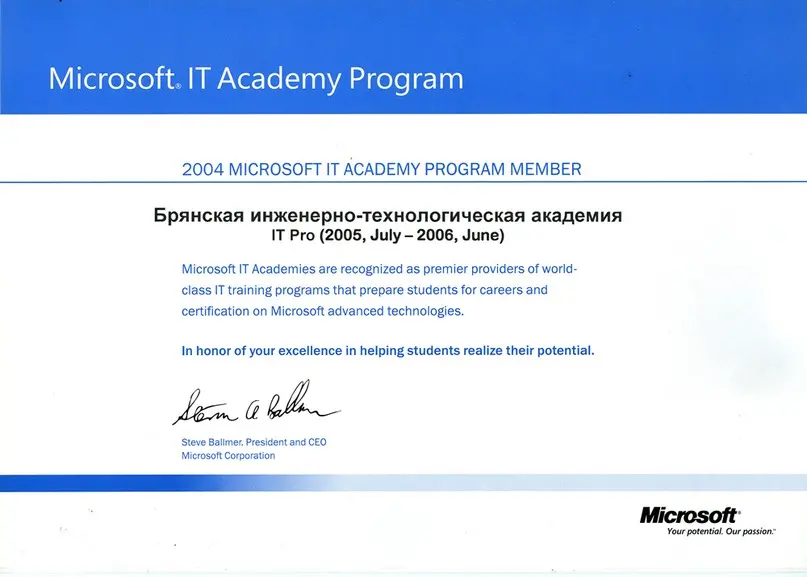 Microsoft® IT Academy Program
2004 MICROSOFT IT ACADEMY PROGRAM MEMBER
Брянская инженерно-технологическая академия
IT Pro (2005, July – 2006, June)
Microsoft IT Academies are recognized as premier providers of world-
class IT training programs that prepare students for careers and
certification on Microsoft advanced technologies.
In honor of your excellence in helping students realize their potential.
Steven A Ballmer
Steve Ballmer. President and CEO
Microsoft Corporation
Microsoft®
Your potential. Our passion.™